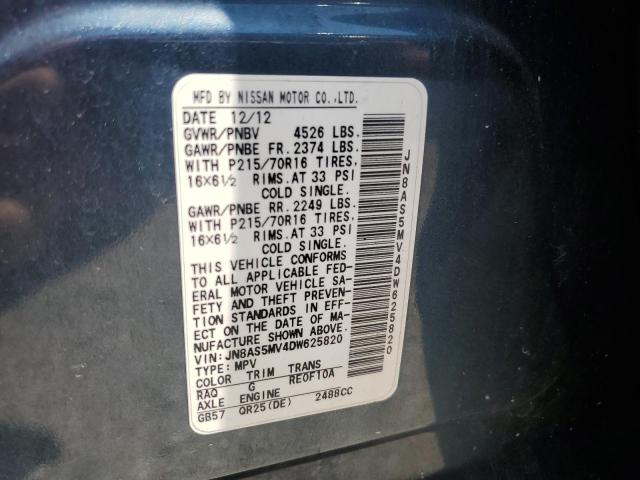 MFD BY NISSAN MOTOR CO.,LTD.
DATE 12/12
GVWR/PNBV 4526 LBS.
GAWR/PNBE FR. 2374 LBS.
WITH P215/70R16 TIRES.
16X6½ RIMS.AT 33 PSI
COLD SINGLE.
GAWR/PNBE RR. 2249 LBS.
WITH P215/70R16 TIRES.
16X6½ RIMS.AT 33 PSI
COLD SINGLE.
THIS VEHICLE CONFORMS
TO ALL APPLICABLE FED-
ERAL MOTOR VEHICLE SA-
FETY AND THEFT PREVEN-
TION STANDARDS IN EFF-
ECT ON THE DATE OF MA-
NUFACTURE SHOWN ABOVE.
VIN: JN8AS5MV4DW625820
TYPE: MPV
COLOR TRIM TRANS
RAQ G RE0F10A
AXLE ENGINE
GB57 QR25(DE) 2488CC
JN8AS5MV4DW625820